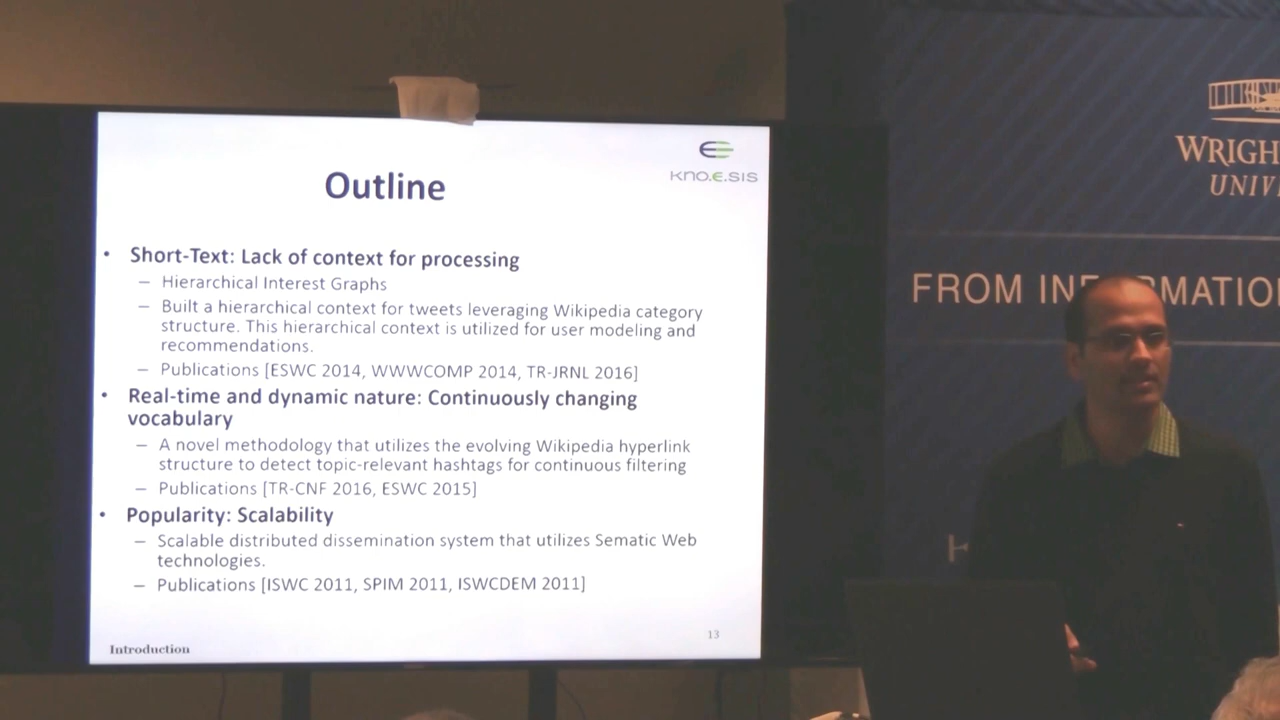 Outline
kno.e.sis
• Short-Text: Lack of context for processing
– Hierarchical Interest Graphs
– Built a hierarchical context for tweets leveraging Wikipedia category
structure. This hierarchical context is utilized for user modeling and
recommendations.
– Publications [ESWC 2014, WWWCOMP 2014, TR-JRNL 2016]
• Real-time and dynamic nature: Continuously changing
vocabulary
– A novel methodology that utilizes the evolving Wikipedia hyperlink
structure to detect topic-relevant hashtags for continuous filtering
– Publications [TR-CNF 2016, ESWC 2015]
• Popularity: Scalability
– Scalable distributed dissemination system that utilizes Sematic Web
technologies.
– Publications [ISWC 2011, SPIM 2011, ISWCDEM 2011]
Introduction
13
WRIGH
UNIV
FROM IN MATIO